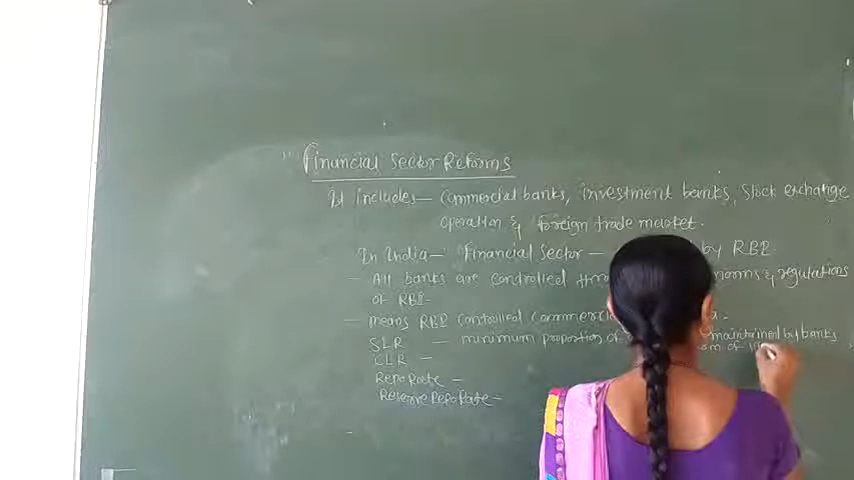 Financial Sector Reforms
It includes — Commercial banks, investment banks, Stock exchange
operation & foreign trade market.
In India — Financial Sector — by RBI
— All banks are controlled norms & regulations
of RBI.
— means RBI controlled
SLR — minimum proportion of maintained by banks
CLR —
Repo Rate —
Reserve Repo Rate —